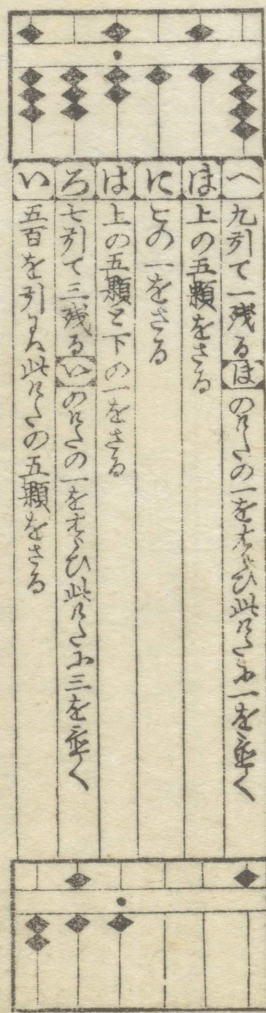 へ 九引て一残る(ほ)のけたの一をはらひ此けたに一を置く
ほ 上の五顆をさる
に との一をさる
は 上の五顆と下の一をさる
ろ 七引て三残る(い)のけたの一をはらひ此けたに三を置く
い 五百を引には此けたの五顆をさる